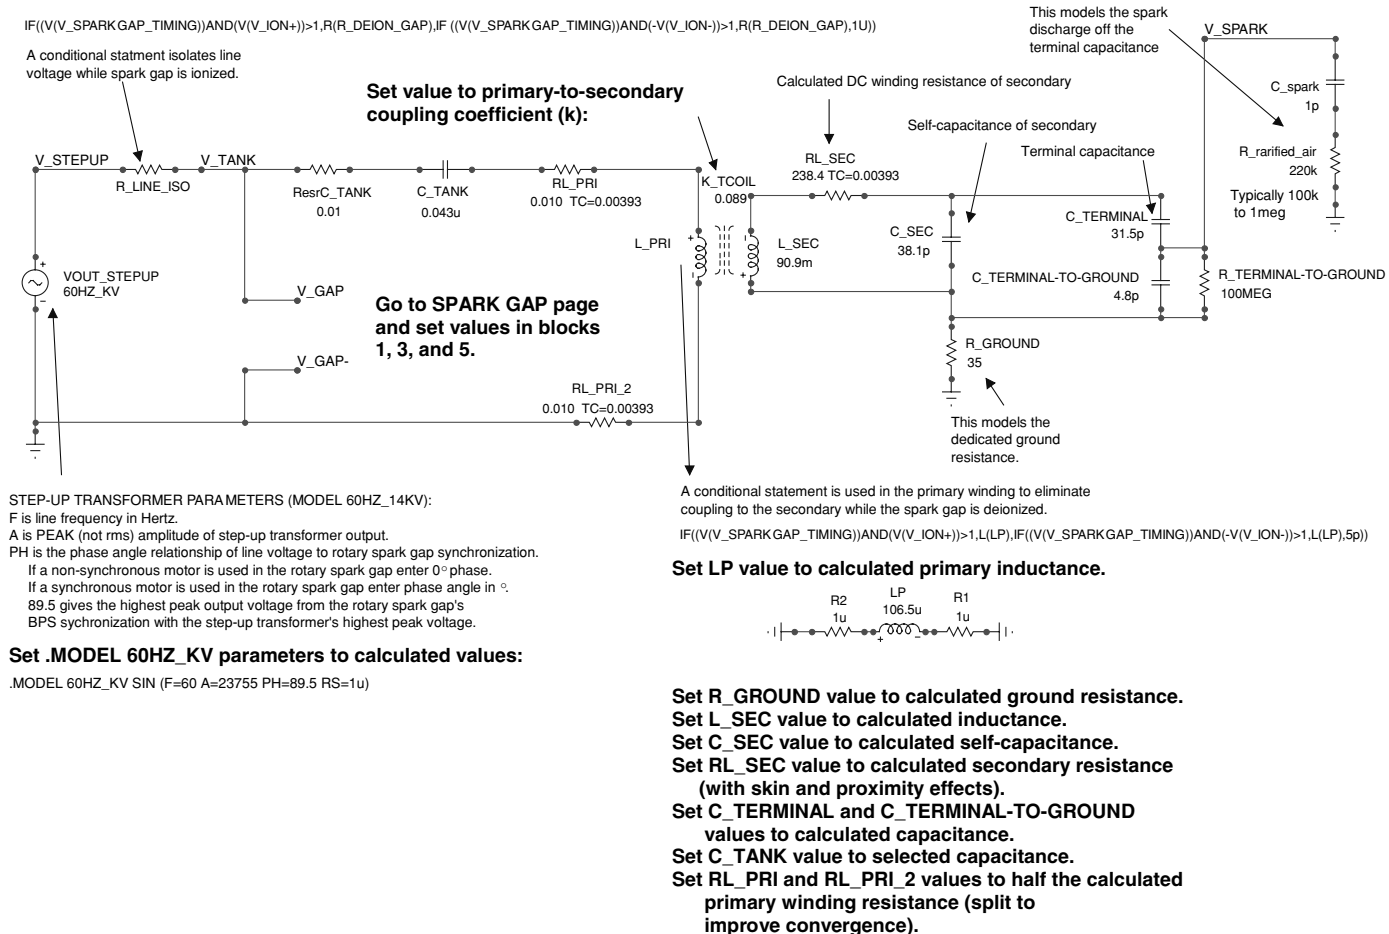 IF((V(V_SPARKGAP_TIMING))AND(V(V_ION+))>1,R(R_DEION_GAP),IF ((V(V_SPARKGAP_TIMING))AND(-V(V_ION-))>1,R(R_DEION_GAP),1U))
A conditional statment isolates line
voltage while spark gap is ionized.
Set value to primary-to-secondary
coupling coefficient (k):
Calculated DC winding resistance of secondary
Self-capacitance of secondary
Terminal capacitance
This models the spark
discharge off the
terminal capacitance
V_SPARK
C_spark
1p
R_rarified_air
220k
Typically 100k
to 1meg
V_STEPUP
R_LINE_ISO
V_TANK
ResrC_TANK
0.01
C_TANK
0.043u
RL_PRI
0.010 TC=0.00393
K_TCOIL
0.089
RL_SEC
238.4 TC=0.00393
L_PRI
L_SEC
90.9m
C_SEC
38.1p
C_TERMINAL
31.5p
C_TERMINAL-TO-GROUND
4.8p
R_TERMINAL-TO-GROUND
100MEG
+
VOUT_STEPUP
60HZ_KV
−
V_GAP
V_GAP-
Go to SPARK GAP page
and set values in blocks
1, 3, and 5.
RL_PRI_2
0.010 TC=0.00393
R_GROUND
35
This models the
dedicated ground
resistance.
STEP-UP TRANSFORMER PARAMETERS (MODEL 60HZ_14KV):
F is line frequency in Hertz.
A is PEAK (not rms) amplitude of step-up transformer output.
PH is the phase angle relationship of line voltage to rotary spark gap synchronization.
If a non-synchronous motor is used in the rotary spark gap enter 0° phase.
If a synchronous motor is used in the rotary spark gap enter phase angle in °.
89.5 gives the highest peak output voltage from the rotary spark gap's
BPS sychronization with the step-up transformer's highest peak voltage.
Set .MODEL 60HZ_KV parameters to calculated values:
.MODEL 60HZ_KV SIN (F=60 A=23755 PH=89.5 RS=1u)
A conditional statement is used in the primary winding to eliminate
coupling to the secondary while the spark gap is deionized.
IF((V(V_SPARKGAP_TIMING))AND(V(V_ION+))>1,L(LP),IF((V(V_SPARKGAP_TIMING))AND(-V(V_ION-))>1,L(LP),5p))
Set LP value to calculated primary inductance.
R2
1u
LP
106.5u
R1
1u
+ −
Set R_GROUND value to calculated ground resistance.
Set L_SEC value to calculated inductance.
Set C_SEC value to calculated self-capacitance.
Set RL_SEC value to calculated secondary resistance
(with skin and proximity effects).
Set C_TERMINAL and C_TERMINAL-TO-GROUND
values to calculated capacitance.
Set C_TANK value to selected capacitance.
Set RL_PRI and RL_PRI_2 values to half the calculated
primary winding resistance (split to
improve convergence).